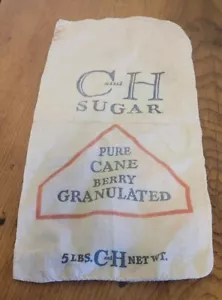 C and H
SUGAR
PURE
CANE
BERRY
GRANULATED
5 LBS. C and H NET WT.